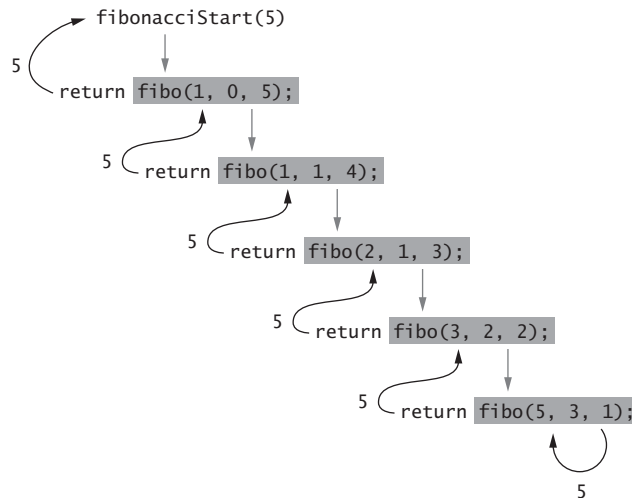 fibonacciStart(5)
5
return fibo(1, 0, 5);
5
return fibo(1, 1, 4);
5
return fibo(2, 1, 3);
5
return fibo(3, 2, 2);
5
return fibo(5, 3, 1);
5